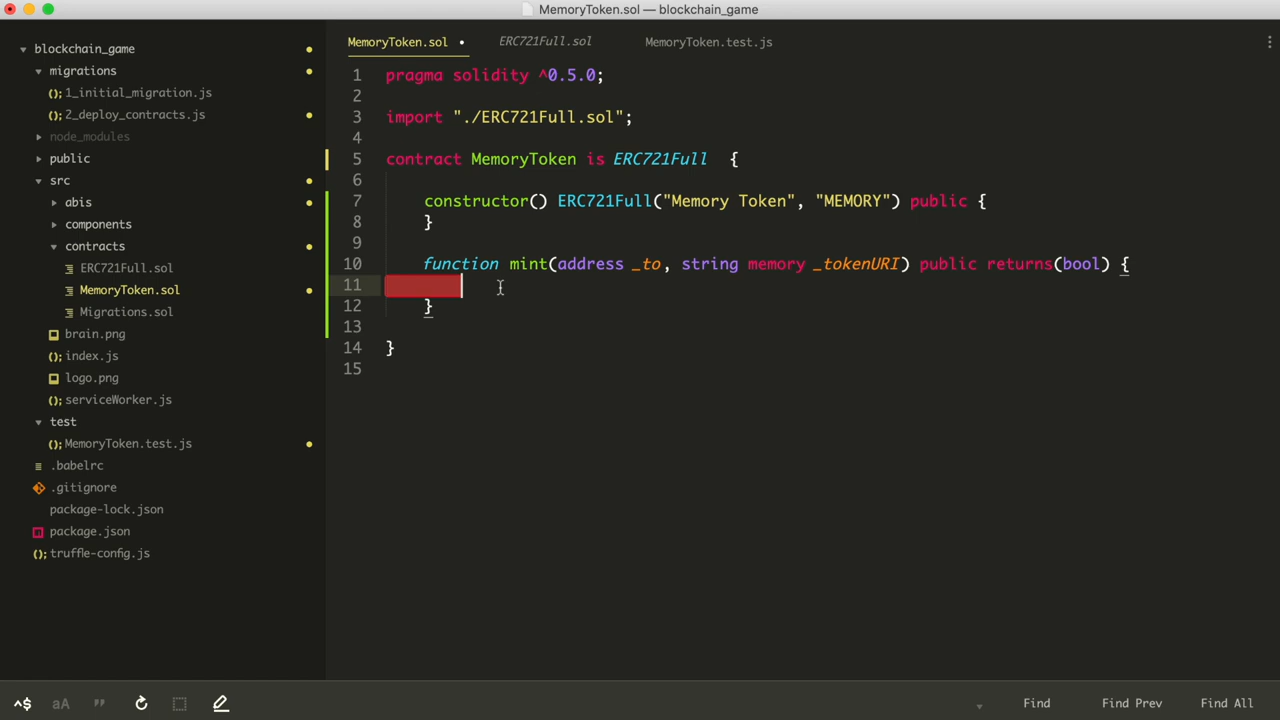 MemoryToken.sol — blockchain_game
blockchain_game
migrations
1_initial_migration.js
2_deploy_contracts.js
node_modules
public
src
abis
components
contracts
ERC721Full.sol
MemoryToken.sol
Migrations.sol
brain.png
index.js
logo.png
serviceWorker.js
test
MemoryToken.test.js
.babelrc
.gitignore
package-lock.json
package.json
truffle-config.js
MemoryToken.sol • ERC721Full.sol MemoryToken.test.js
1 pragma solidity ^0.5.0;
2
3 import "./ERC721Full.sol";
4
5 contract MemoryToken is ERC721Full  {
6
7 constructor() ERC721Full("Memory Token", "MEMORY") public {
8 }
9
10 function mint(address _to, string memory _tokenURI) public returns(bool) {
11
12 }
13
14 }
15
^$ aA " Find Find Prev Find All